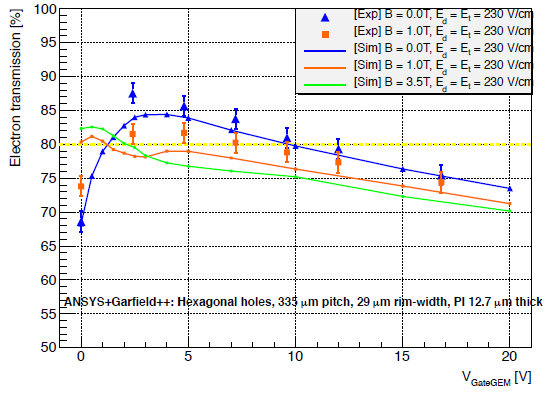 Electron transmission [%]
100
95
90
85
80
75
70
65
60
55
50
[Exp] B = 0.0T, E_d = E_t = 230 V/cm
[Exp] B = 1.0T, E_d = E_t = 230 V/cm
[Sim] B = 0.0T, E_d = E_t = 230 V/cm
[Sim] B = 1.0T, E_d = E_t = 230 V/cm
[Sim] B = 3.5T, E_d = E_t = 230 V/cm
ANSYS+Garfield++: Hexagonal holes, 335 μm pitch, 29 μm rim-width, PI 12.7 μm thick
0 5 10 15 20
V_GateGEM [V]